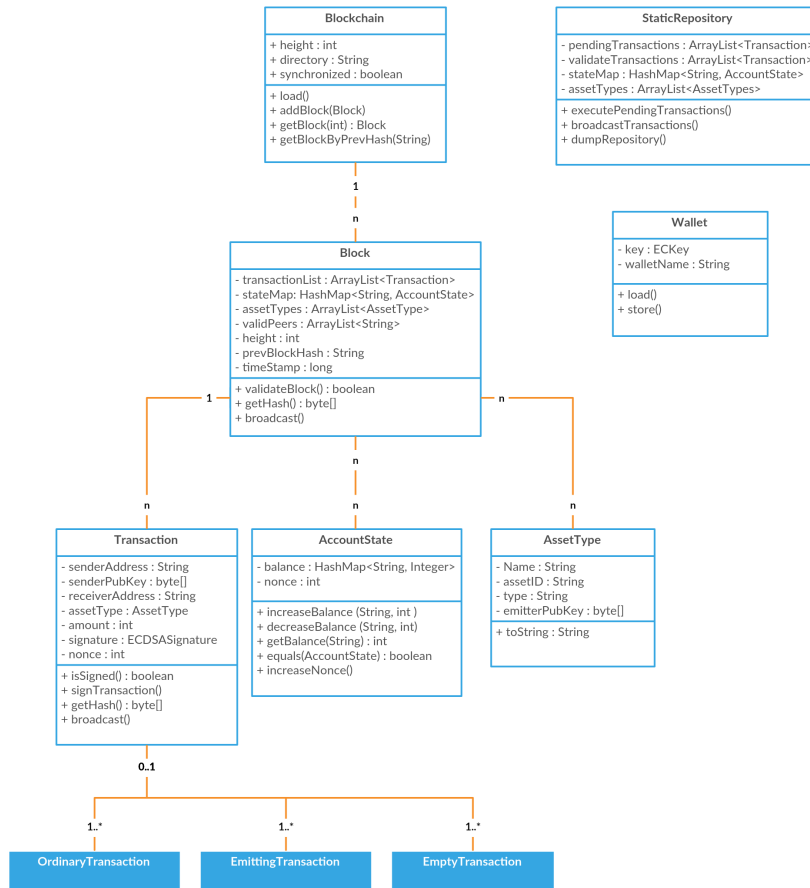 Blockchain
+ height : int
+ directory : String
+ synchronized : boolean
+ load()
+ addBlock(Block)
+ getBlock(int) : Block
+ getBlockByPrevHash(String)
StaticRepository
- pendingTransactions : ArrayList<Transaction>
- validateTransactions : ArrayList<Transaction>
- stateMap : HashMap<String, AccountState>
- assetTypes : ArrayList<AssetTypes>
+ executePendingTransactions()
+ broadcastTransactions()
+ dumpRepository()
1
n
Wallet
- key : ECKey
- walletName : String
+ load()
+ store()
Block
- transactionList : ArrayList<Transaction>
- stateMap: HashMap<String, AccountState>
- assetTypes : ArrayList<AssetType>
- validPeers : ArrayList<String>
- height : int
- prevBlockHash : String
- timeStamp : long
+ validateBlock() : boolean
+ getHash() : byte[]
+ broadcast()
1
n
n
n
n
n
Transaction
- senderAddress : String
- senderPubKey : byte[]
- receiverAddress : String
- assetType : AssetType
- amount : int
- signature : ECDSASignature
- nonce : int
+ isSigned() : boolean
+ signTransaction()
+ getHash() : byte[]
+ broadcast()
AccountState
- balance : HashMap<String, Integer>
- nonce : int
+ increaseBalance (String, int )
+ decreaseBalance (String, int)
+ getBalance(String) : int
+ equals(AccountState) : boolean
+ increaseNonce()
AssetType
- Name : String
- assetID : String
- type : String
- emitterPubKey : byte[]
+ toString : String
0..1
1..*
1..*
1..*
OrdinaryTransaction
EmittingTransaction
EmptyTransaction